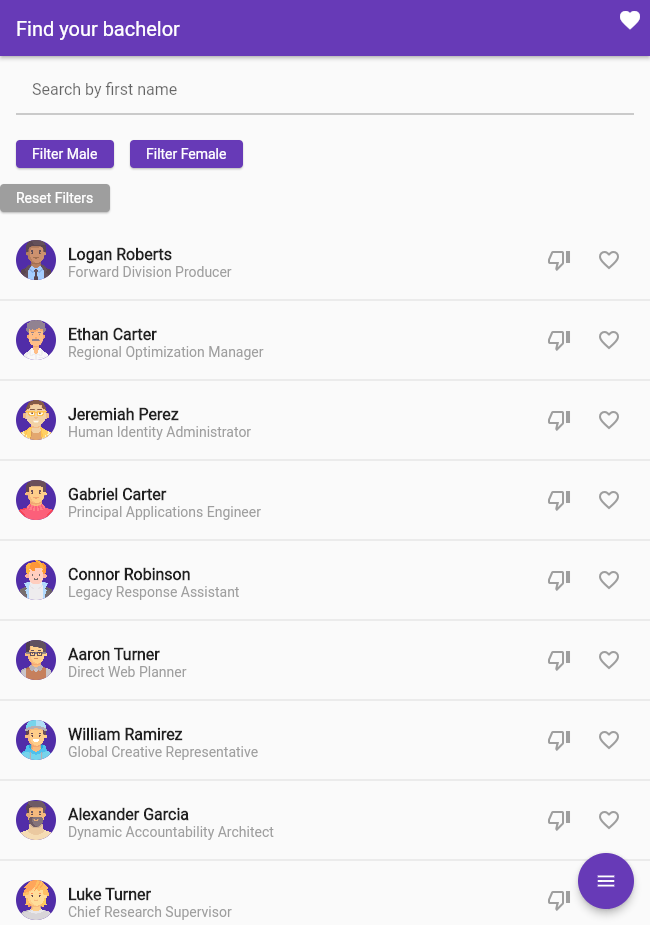 Find your bachelor
Search by first name
Filter Male
Filter Female
Reset Filters
Logan Roberts
Forward Division Producer
Ethan Carter
Regional Optimization Manager
Jeremiah Perez
Human Identity Administrator
Gabriel Carter
Principal Applications Engineer
Connor Robinson
Legacy Response Assistant
Aaron Turner
Direct Web Planner
William Ramirez
Global Creative Representative
Alexander Garcia
Dynamic Accountability Architect
Luke Turner
Chief Research Supervisor